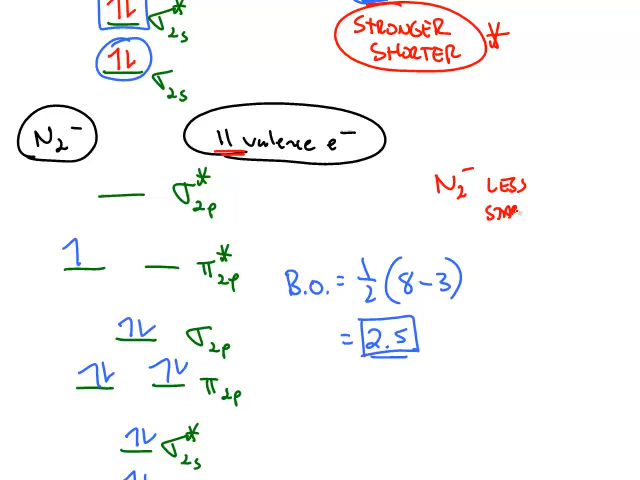 σ*2s
STRONGER
SHORTER *
σ2s
N2⁻
11 valence e⁻
σ*2p
N2⁻ LESS
1
π*2p
B.O. = 1/2 (8-3)
= 2.5
σ2p
π2p
σ*2s